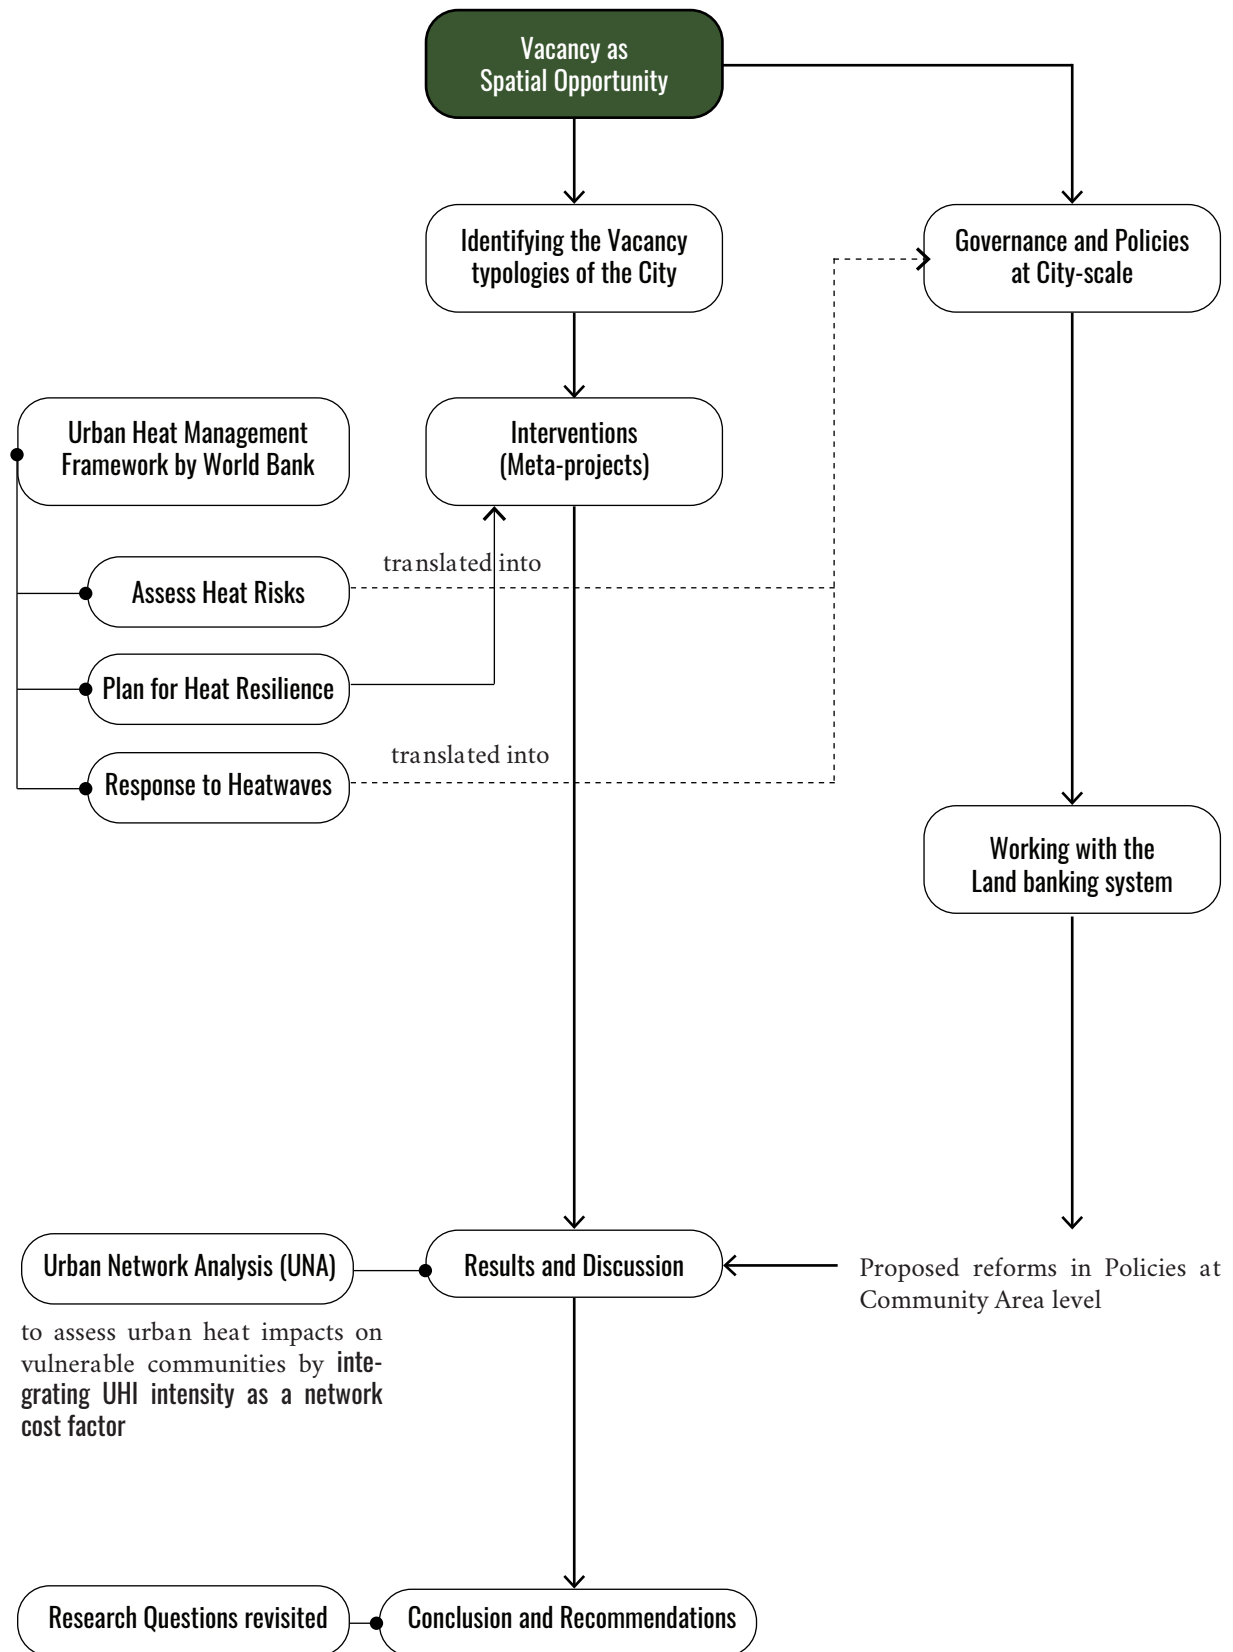 Vacancy as
Spatial Opportunity
Identifying the Vacancy
typologies of the City
Governance and Policies
at City-scale
Urban Heat Management
Framework by World Bank
Interventions
(Meta-projects)
translated into
Assess Heat Risks
Plan for Heat Resilience
translated into
Response to Heatwaves
Working with the
Land banking system
Urban Network Analysis (UNA)
to assess urban heat impacts on
vulnerable communities by inte-
grating UHI intensity as a network
cost factor
Results and Discussion
Proposed reforms in Policies at
Community Area level
Research Questions revisited
Conclusion and Recommendations